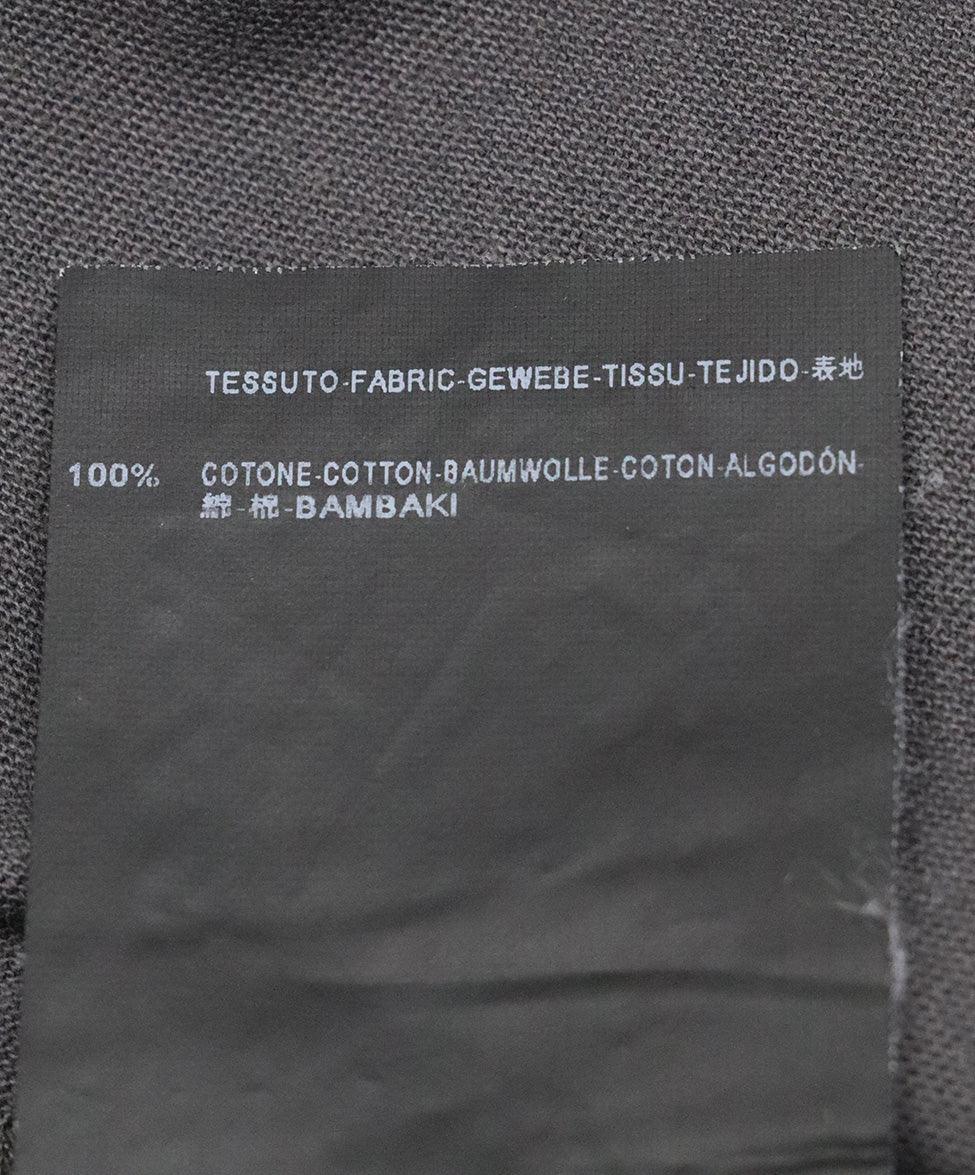 TESSUTO-FABRIC-GEWEBE-TISSU-TEJIDO-表地
100% COTONE-COTTON-BAUMWOLLE-COTON-ALGODÓN-
綿-棉-BAMBAKI